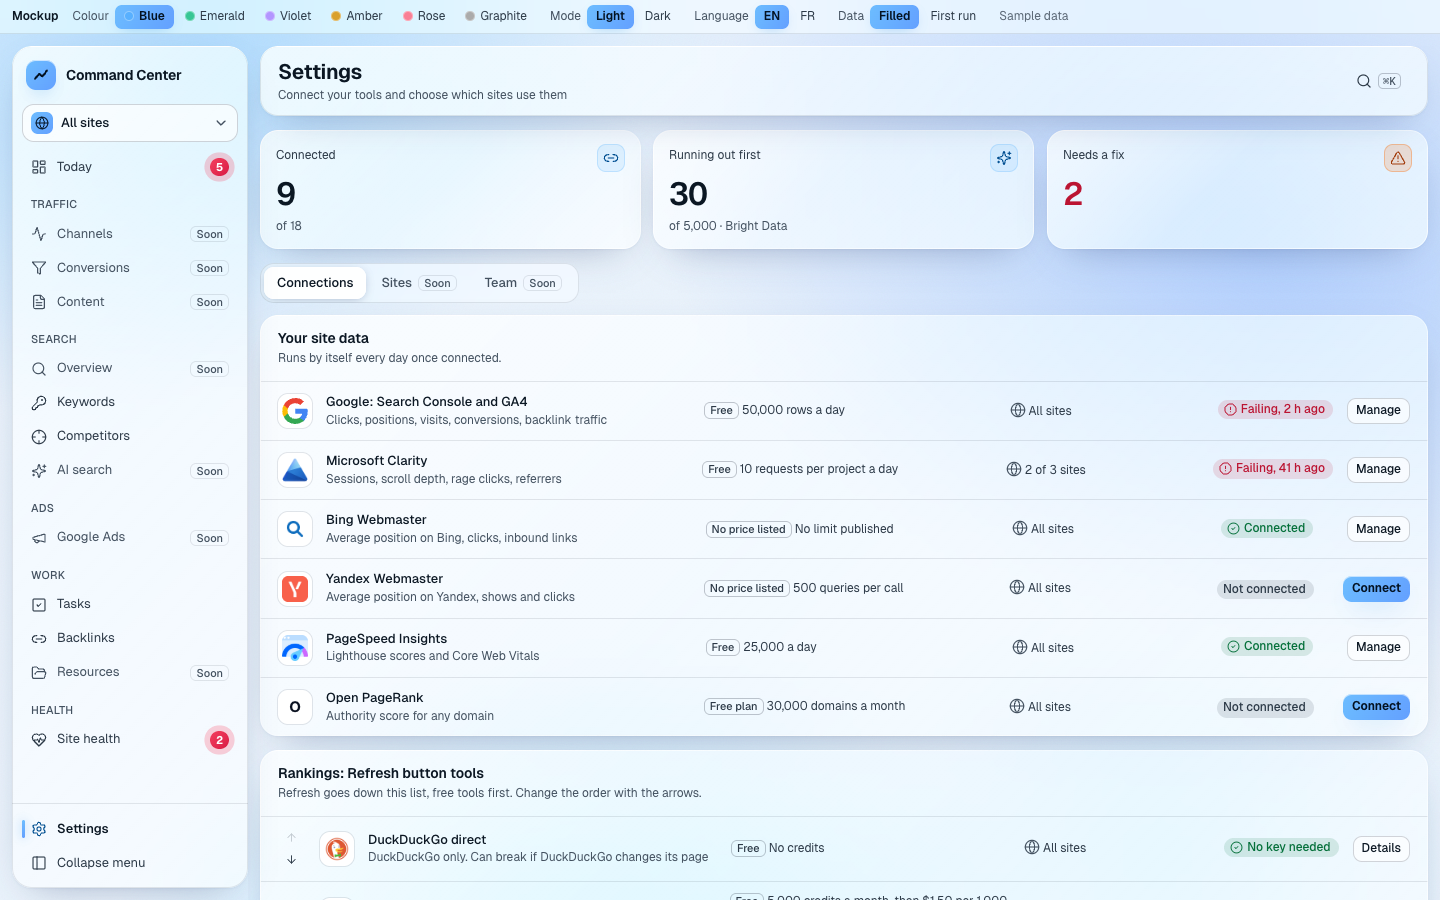 Mockup Colour Blue Emerald Violet Amber Rose Graphite Mode Light Dark Language EN FR Data Filled First run Sample data
Command Center
All sites
Today 5
TRAFFIC
Channels Soon
Conversions Soon
Content Soon
SEARCH
Overview Soon
Keywords
Competitors
AI search Soon
ADS
Google Ads Soon
WORK
Tasks
Backlinks
Resources Soon
HEALTH
Site health 2
Settings
Collapse menu
Settings
Connect your tools and choose which sites use them
⌘K
Connected
9
of 18
Running out first
30
of 5,000 · Bright Data
Needs a fix
2
Connections Sites Soon Team Soon
Your site data
Runs by itself every day once connected.
Google: Search Console and GA4
Clicks, positions, visits, conversions, backlink traffic
Free 50,000 rows a day
All sites
Failing, 2 h ago
Manage
Microsoft Clarity
Sessions, scroll depth, rage clicks, referrers
Free 10 requests per project a day
2 of 3 sites
Failing, 41 h ago
Manage
Bing Webmaster
Average position on Bing, clicks, inbound links
No price listed No limit published
All sites
Connected
Manage
Yandex Webmaster
Average position on Yandex, shows and clicks
No price listed 500 queries per call
All sites
Not connected
Connect
PageSpeed Insights
Lighthouse scores and Core Web Vitals
Free 25,000 a day
All sites
Connected
Manage
O
Open PageRank
Authority score for any domain
Free plan 30,000 domains a month
All sites
Not connected
Connect
Rankings: Refresh button tools
Refresh goes down this list, free tools first. Change the order with the arrows.
DuckDuckGo direct
DuckDuckGo only. Can break if DuckDuckGo changes its page
Free No credits
All sites
No key needed
Details
Free 5,000 credits a month, then $1.50 per 1,000